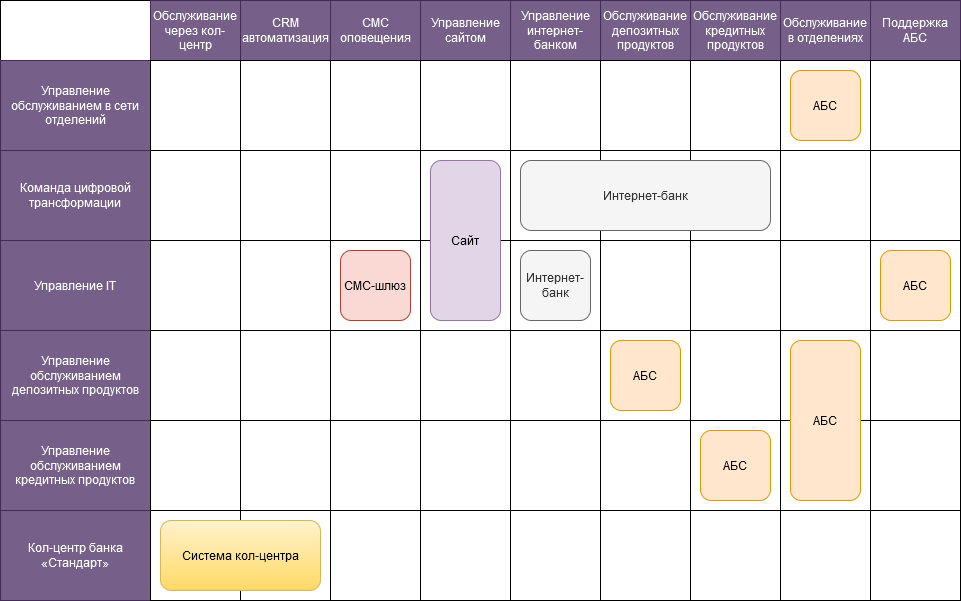 Обслуживание
через кол-
центр
CRM
автоматизация
СМС
оповещения
Управление
сайтом
Управление
интернет-
банком
Обслуживание
депозитных
продуктов
Обслуживание
кредитных
продуктов
Обслуживание
в отделениях
Поддержка
АБС
Управление
обслуживанием в сети
отделений
АБС
Команда цифровой
трансформации
Сайт
Интернет-банк
Управление IT
СМС-шлюз
Интернет-
банк
АБС
Управление
обслуживанием
депозитных продуктов
АБС
АБС
Управление
обслуживанием
кредитных продуктов
АБС
Кол-центр банка
«Стандарт»
Система кол-центра